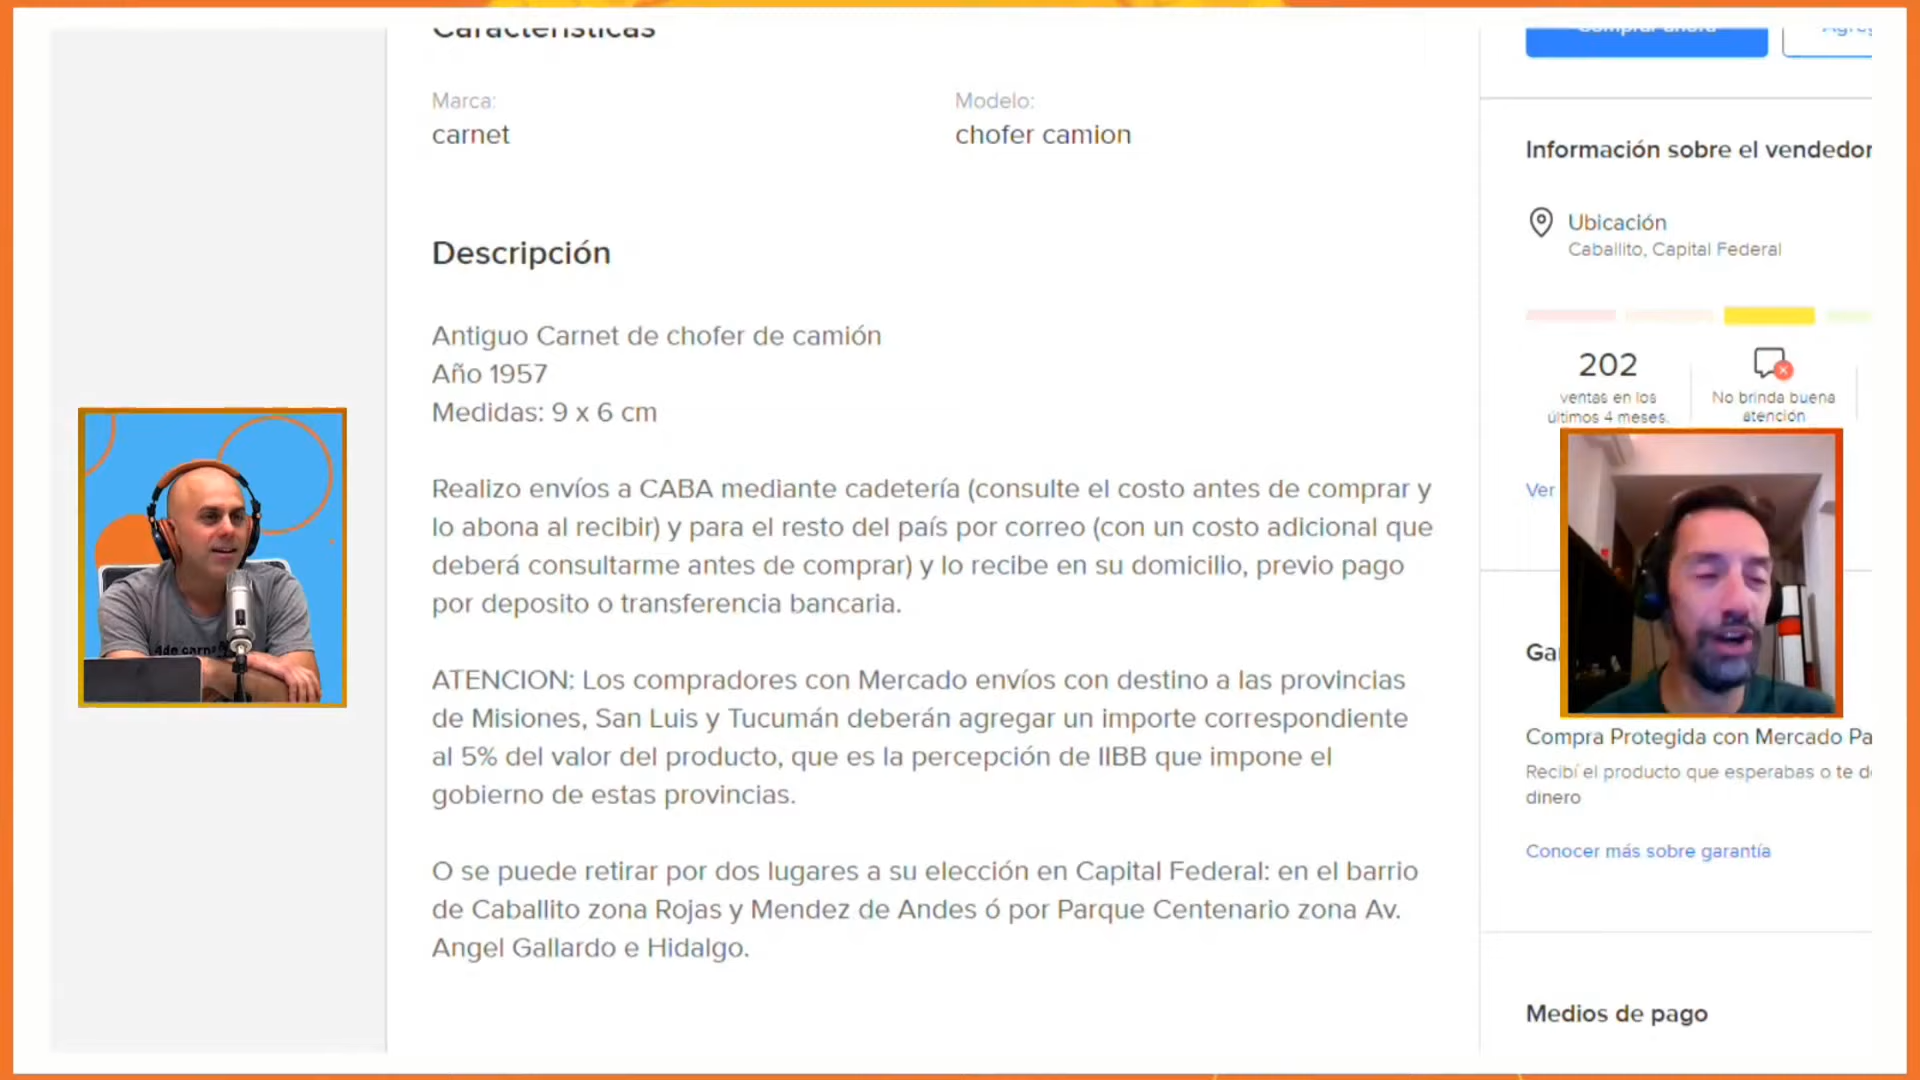 Características
Comprar ahora
Marca:
carnet
Modelo:
chofer camion
Descripción
Antiguo Carnet de chofer de camión
Año 1957
Medidas: 9 x 6 cm
Realizo envíos a CABA mediante cadetería (consulte el costo antes de comprar y
lo abona al recibir) y para el resto del país por correo (con un costo adicional que
deberá consultarme antes de comprar) y lo recibe en su domicilio, previo pago
por deposito o transferencia bancaria.
ATENCION: Los compradores con Mercado envíos con destino a las provincias
de Misiones, San Luis y Tucumán deberán agregar un importe correspondiente
al 5% del valor del producto, que es la percepción de IIBB que impone el
gobierno de estas provincias.
O se puede retirar por dos lugares a su elección en Capital Federal: en el barrio
de Caballito zona Rojas y Mendez de Andes ó por Parque Centenario zona Av.
Angel Gallardo e Hidalgo.
Información sobre el vendedor
Ubicación
Caballito, Capital Federal
202
ventas en los
últimos 4 meses.
No brinda buena
atención
Ver
Ga
Compra Protegida con Mercado Pa
Recibí el producto que esperabas o te d
dinero
Conocer más sobre garantía
Medios de pago